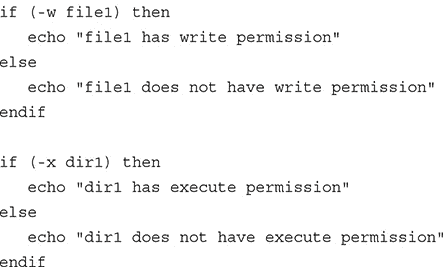 if (-w file1) then
   echo "file1 has write permission"
else
   echo "file1 does not have write permission"
endif

if (-x dir1) then
   echo "dir1 has execute permission"
else
   echo "dir1 does not have execute permission"
endif